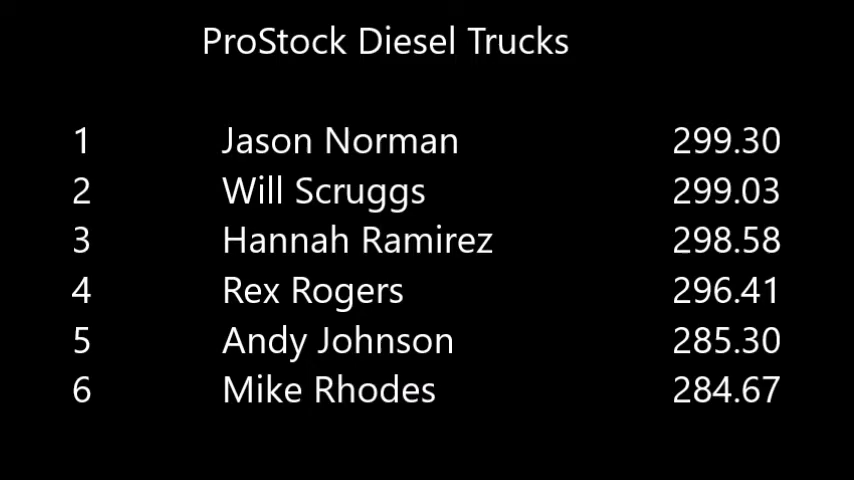 ProStock Diesel Trucks
1 Jason Norman 299.30
2 Will Scruggs 299.03
3 Hannah Ramirez 298.58
4 Rex Rogers 296.41
5 Andy Johnson 285.30
6 Mike Rhodes 284.67